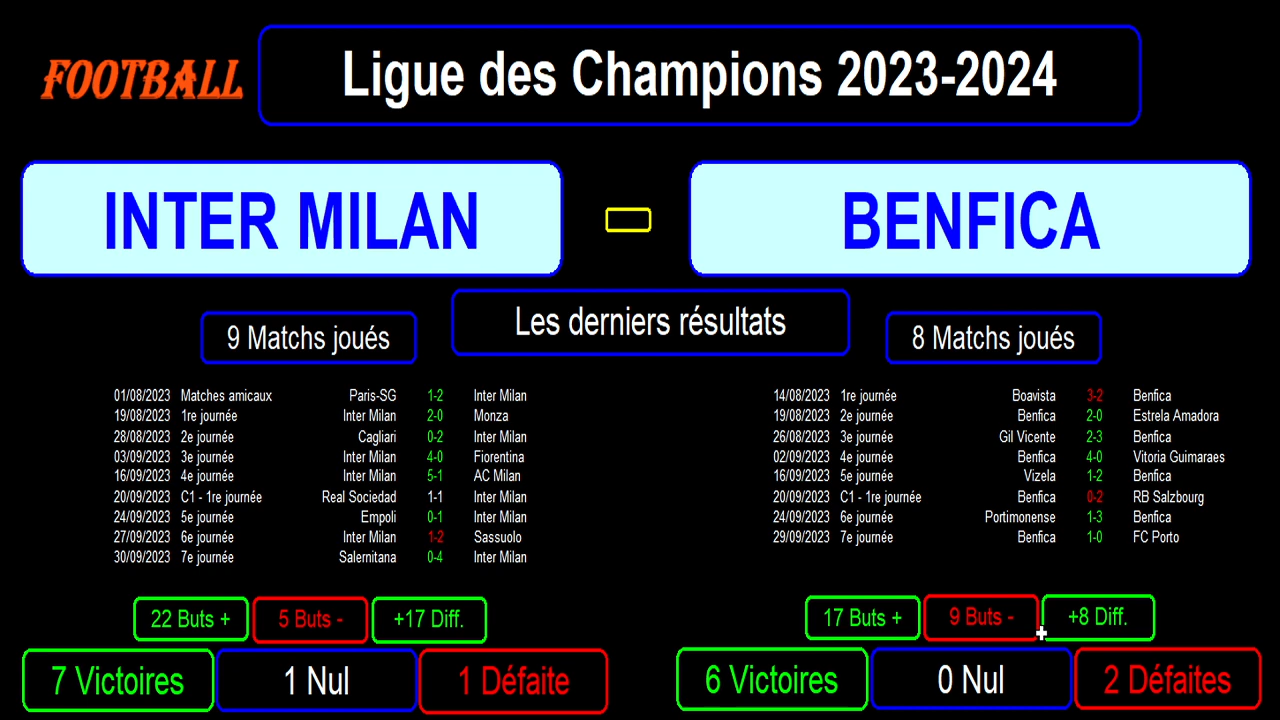 FOOTBALL
Ligue des Champions 2023-2024
INTER MILAN
BENFICA
Les derniers résultats
9 Matchs joués
8 Matchs joués
01/08/2023 Matches amicaux Paris-SG 1-2 Inter Milan
19/08/2023 1re journée Inter Milan 2-0 Monza
28/08/2023 2e journée Cagliari 0-2 Inter Milan
03/09/2023 3e journée Inter Milan 4-0 Fiorentina
16/09/2023 4e journée Inter Milan 5-1 AC Milan
20/09/2023 C1 - 1re journée Real Sociedad 1-1 Inter Milan
24/09/2023 5e journée Empoli 0-1 Inter Milan
27/09/2023 6e journée Inter Milan 1-2 Sassuolo
30/09/2023 7e journée Salernitana 0-4 Inter Milan
14/08/2023 1re journée Boavista 3-2 Benfica
19/08/2023 2e journée Benfica 2-0 Estrela Amadora
26/08/2023 3e journée Gil Vicente 2-3 Benfica
02/09/2023 4e journée Benfica 4-0 Vitoria Guimaraes
16/09/2023 5e journée Vizela 1-2 Benfica
20/09/2023 C1 - 1re journée Benfica 0-2 RB Salzbourg
24/09/2023 6e journée Portimonense 1-3 Benfica
29/09/2023 7e journée Benfica 1-0 FC Porto
22 Buts + 5 Buts - +17 Diff.
7 Victoires 1 Nul 1 Défaite
17 Buts + 9 Buts - +8 Diff.
6 Victoires 0 Nul 2 Défaites